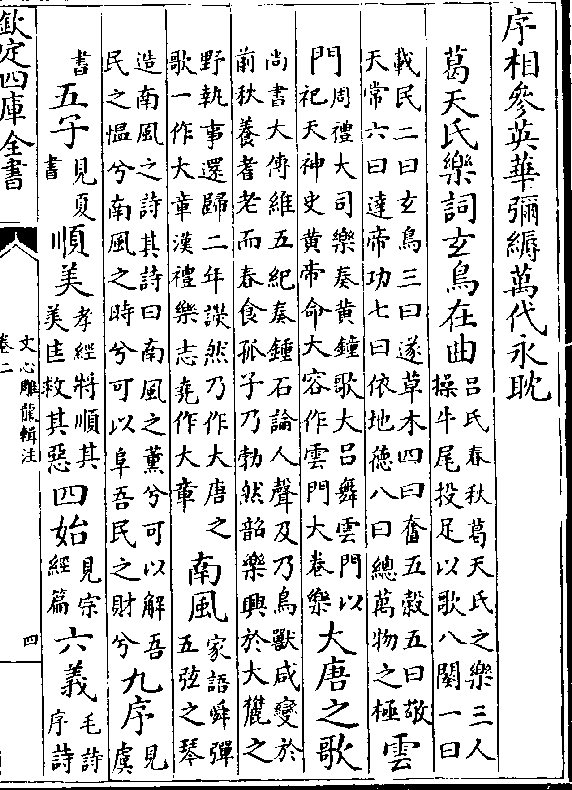 序相參英華彌縟萬代永耽
葛天氏樂詞玄鳥在曲呂氏春秋葛天氏之樂三人操牛尾投足以歌八闋一曰
載民二曰玄鳥三曰遂草木四曰奮五穀五曰敬天常六曰達帝功七曰依地德八曰總萬物之極雲
門周禮大司樂奏黃鐘歌大呂舞雲門以祀天神史黃帝命大容作雲門大卷樂大唐之歌
尚書大傳維五紀奏鍾石論人聲及乃鳥獸咸變於前秋養耆老而春食孤子乃勃然韶樂興於大麓之
野執事還歸二年謬然乃作大唐之歌一作大章漢禮樂志堯作大章南風家語舜彈五弦之琴
造南風之詩其詩曰南風之薰兮可以解吾民之慍兮南風之時兮可以阜吾民之財兮九序見虞
書五子見夏書順美孝經將順其美匡救其惡四始見宗經篇六義毛詩序詩
欽定四庫全書
文心雕龍輯注
卷二
四